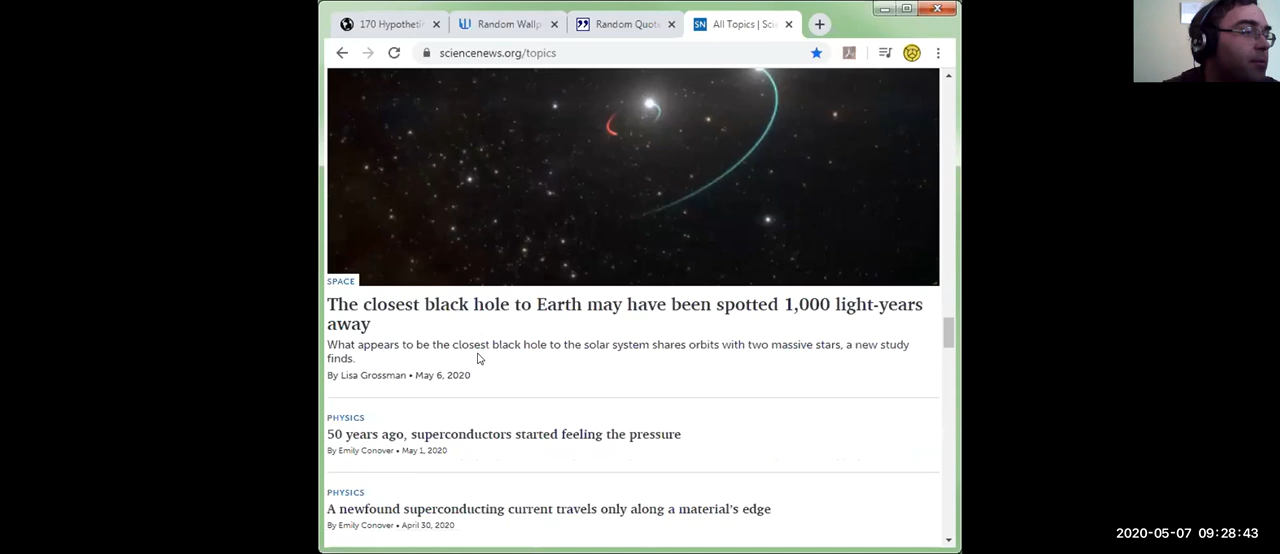 170 Hypotheti
Random Wallp
Random Quote
SN All Topics | Scie
sciencenews.org/topics
SPACE
The closest black hole to Earth may have been spotted 1,000 light-years
away
What appears to be the closest black hole to the solar system shares orbits with two massive stars, a new study
finds.
By Lisa Grossman • May 6, 2020
PHYSICS
50 years ago, superconductors started feeling the pressure
By Emily Conover • May 1, 2020
PHYSICS
A newfound superconducting current travels only along a material's edge
By Emily Conover • April 30, 2020
2020-05-07 09:28:43